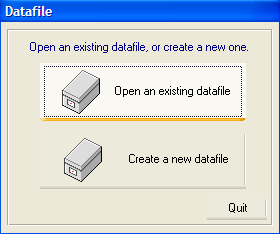 Datafile
Open an existing datafile, or create a new one.
Open an existing datafile
Create a new datafile
Quit